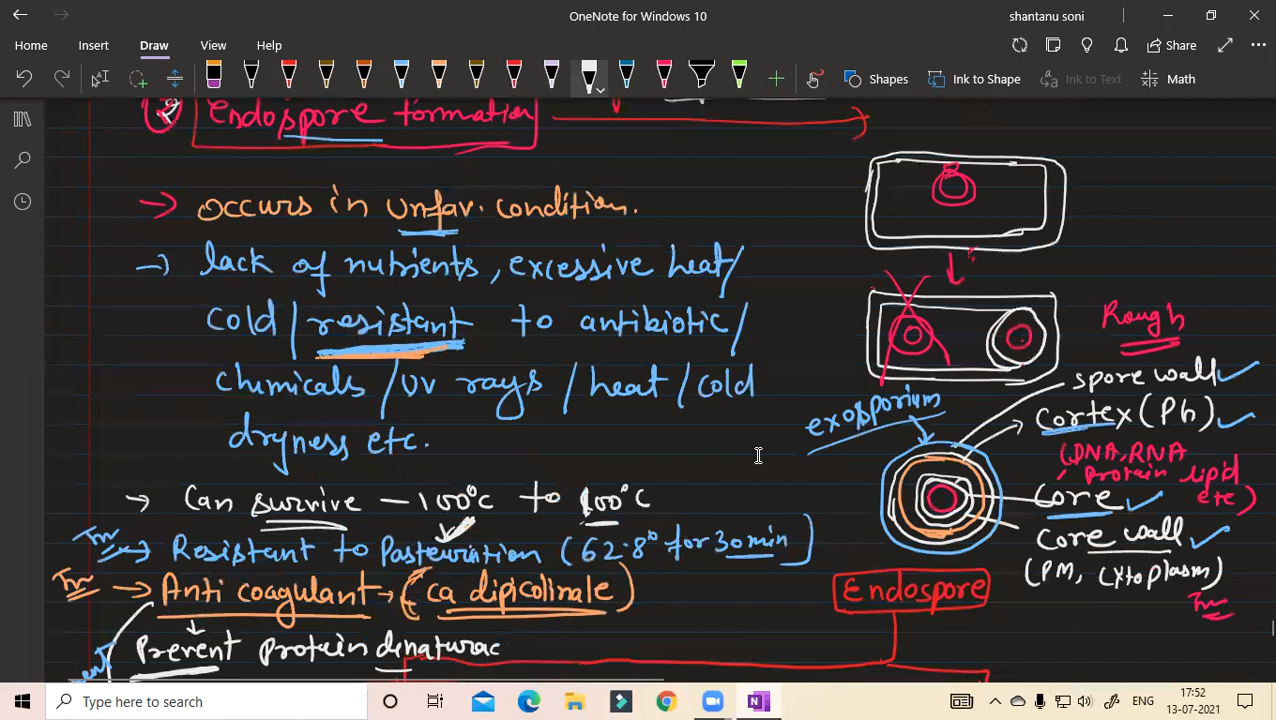 OneNote for Windows 10
shantanu soni
Home Insert Draw View Help
Share
Shapes
Ink to Shape
Ink to Text
Math
2 Endospore formation
→ occurs in unfav. condition.
→ lack of nutrients, excessive heat/
cold/resistant to antibiotic/
chemicals/UV rays/heat/cold
dryness etc.
→ Can survive -100°C to 100°C
→ Resistant to Pasteuriation (62.8° for 30 min)
→ Anti coagulant → (ca dipicolinate)
Prevent protein denaturac
Rough
spore wall
exosporium
Cortex (Ph)
(DNA, RNA
Protein lipid
etc)
Core
Core wall
(PM, Cytoplasm)
Endospore
Type here to search
ENG
17:52
13-07-2021